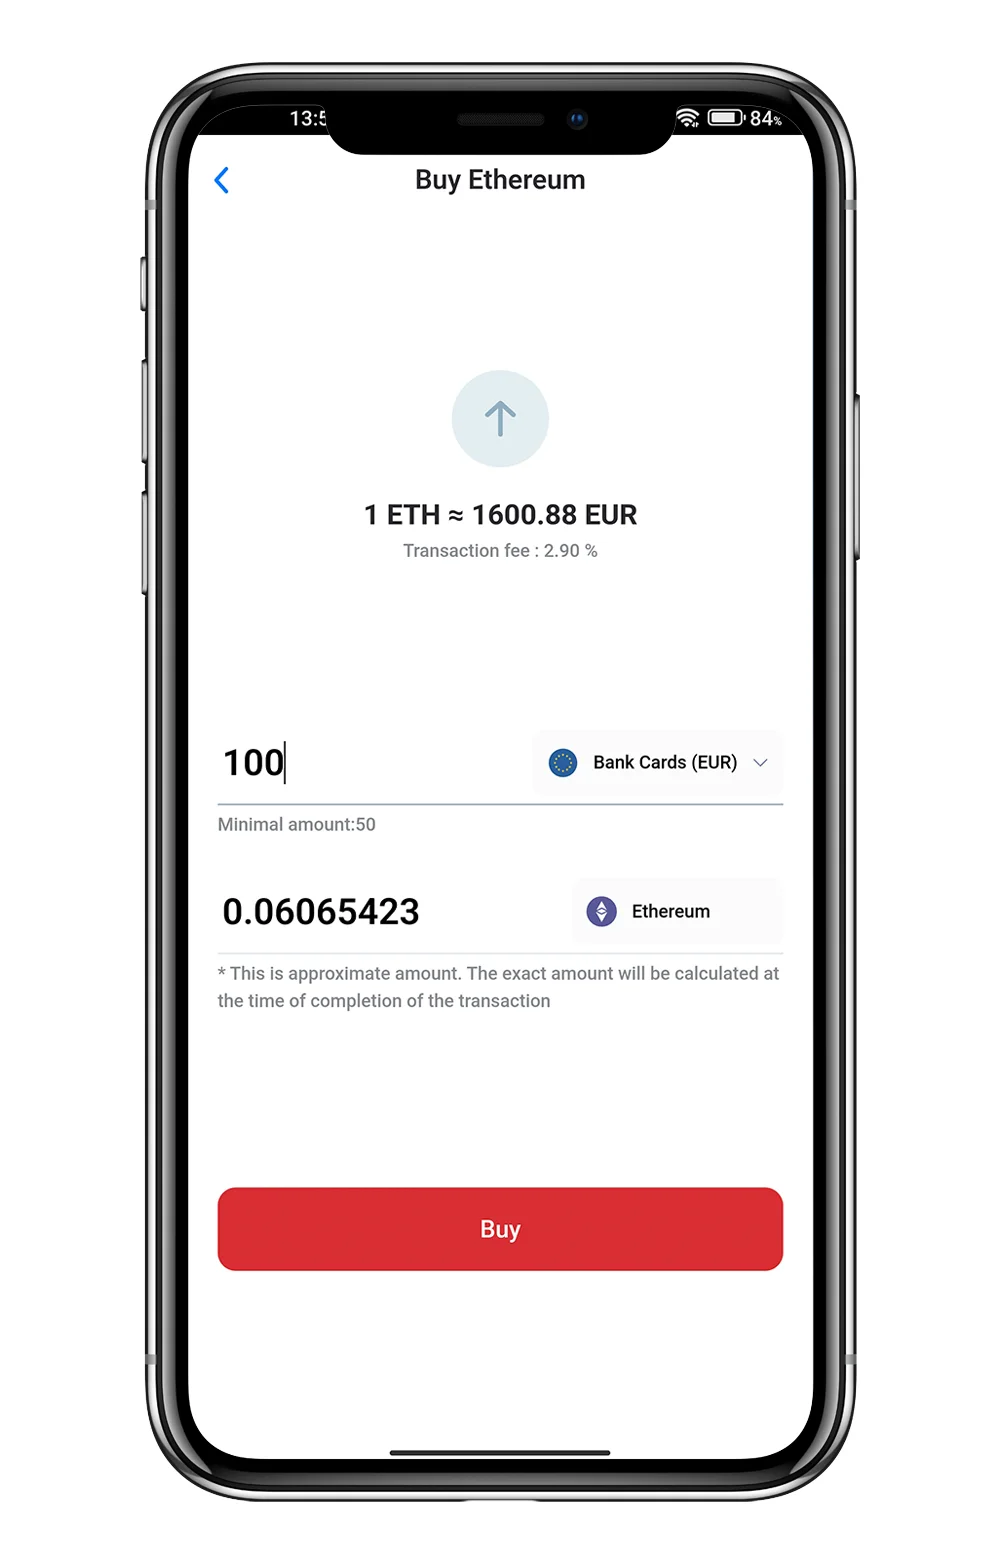 84%
Buy Ethereum
1 ETH ≈ 1600.88 EUR
Transaction fee : 2.90 %
100
Bank Cards (EUR)
Minimal amount:50
0.06065423
Ethereum
* This is approximate amount. The exact amount will be calculated at
the time of completion of the transaction
Buy